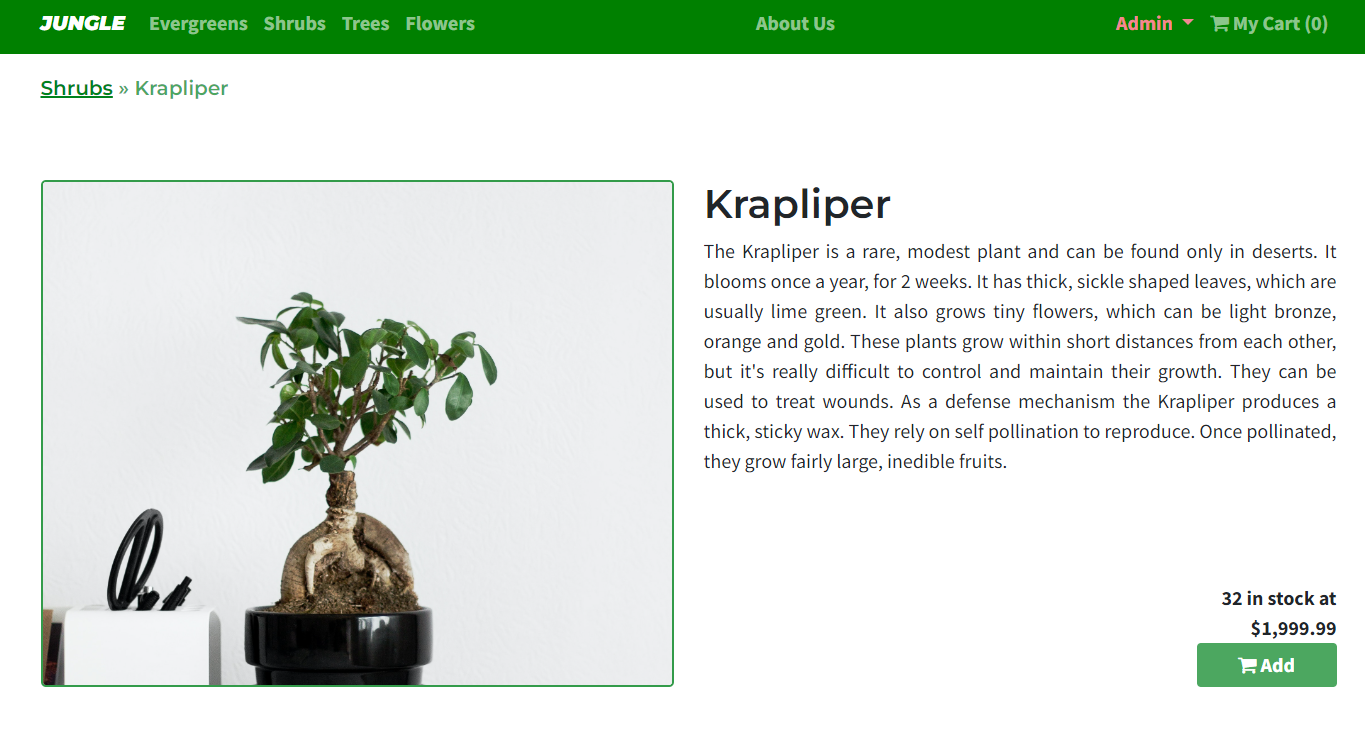 JUNGLE Evergreens Shrubs Trees Flowers About Us Admin My Cart (0)
Shrubs » Krapliper
Krapliper
The Krapliper is a rare, modest plant and can be found only in deserts. It
blooms once a year, for 2 weeks. It has thick, sickle shaped leaves, which are
usually lime green. It also grows tiny flowers, which can be light bronze,
orange and gold. These plants grow within short distances from each other,
but it's really difficult to control and maintain their growth. They can be
used to treat wounds. As a defense mechanism the Krapliper produces a
thick, sticky wax. They rely on self pollination to reproduce. Once pollinated,
they grow fairly large, inedible fruits.
32 in stock at
$1,999.99
Add